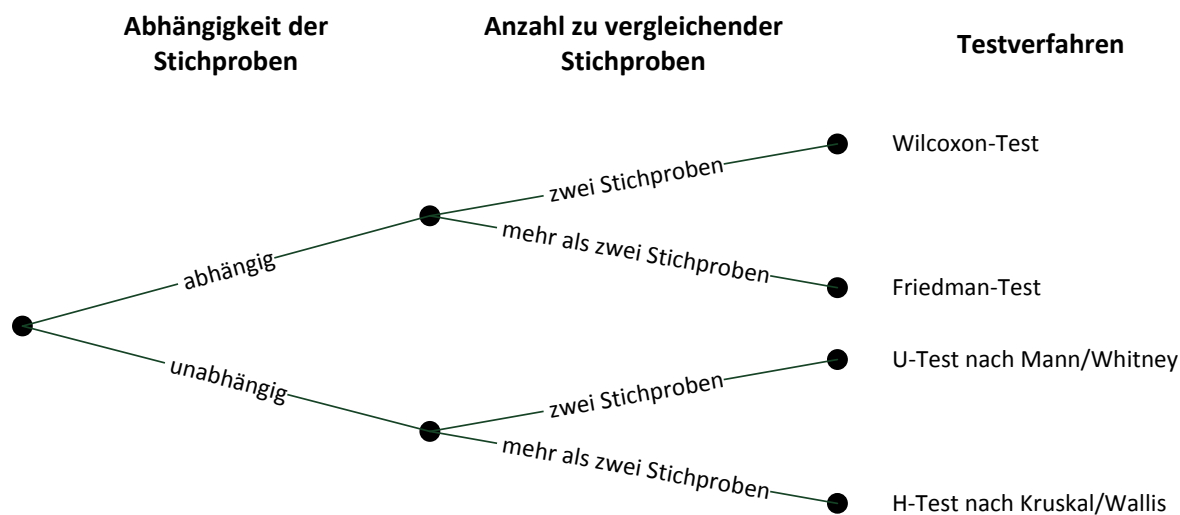 Abhängigkeit der
Stichproben
Anzahl zu vergleichender
Stichproben
Testverfahren
abhängig
unabhängig
zwei Stichproben
mehr als zwei Stichproben
zwei Stichproben
mehr als zwei Stichproben
Wilcoxon-Test
Friedman-Test
U-Test nach Mann/Whitney
H-Test nach Kruskal/Wallis